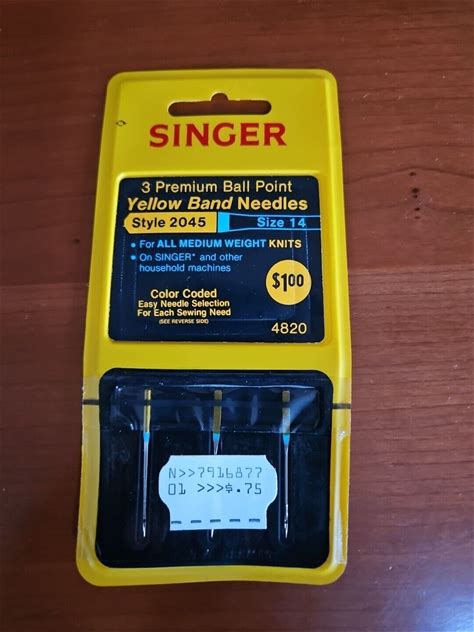 SINGER
3 Premium Ball Point
Yellow Band Needles
Style 2045 Size 14
• For ALL MEDIUM WEIGHT KNITS
• On SINGER* and other
household machines
$1.00
Color Coded
Easy Needle Selection
For Each Sewing Need
(SEE REVERSE SIDE)
4820
N>>7916877
01 >>>$.75